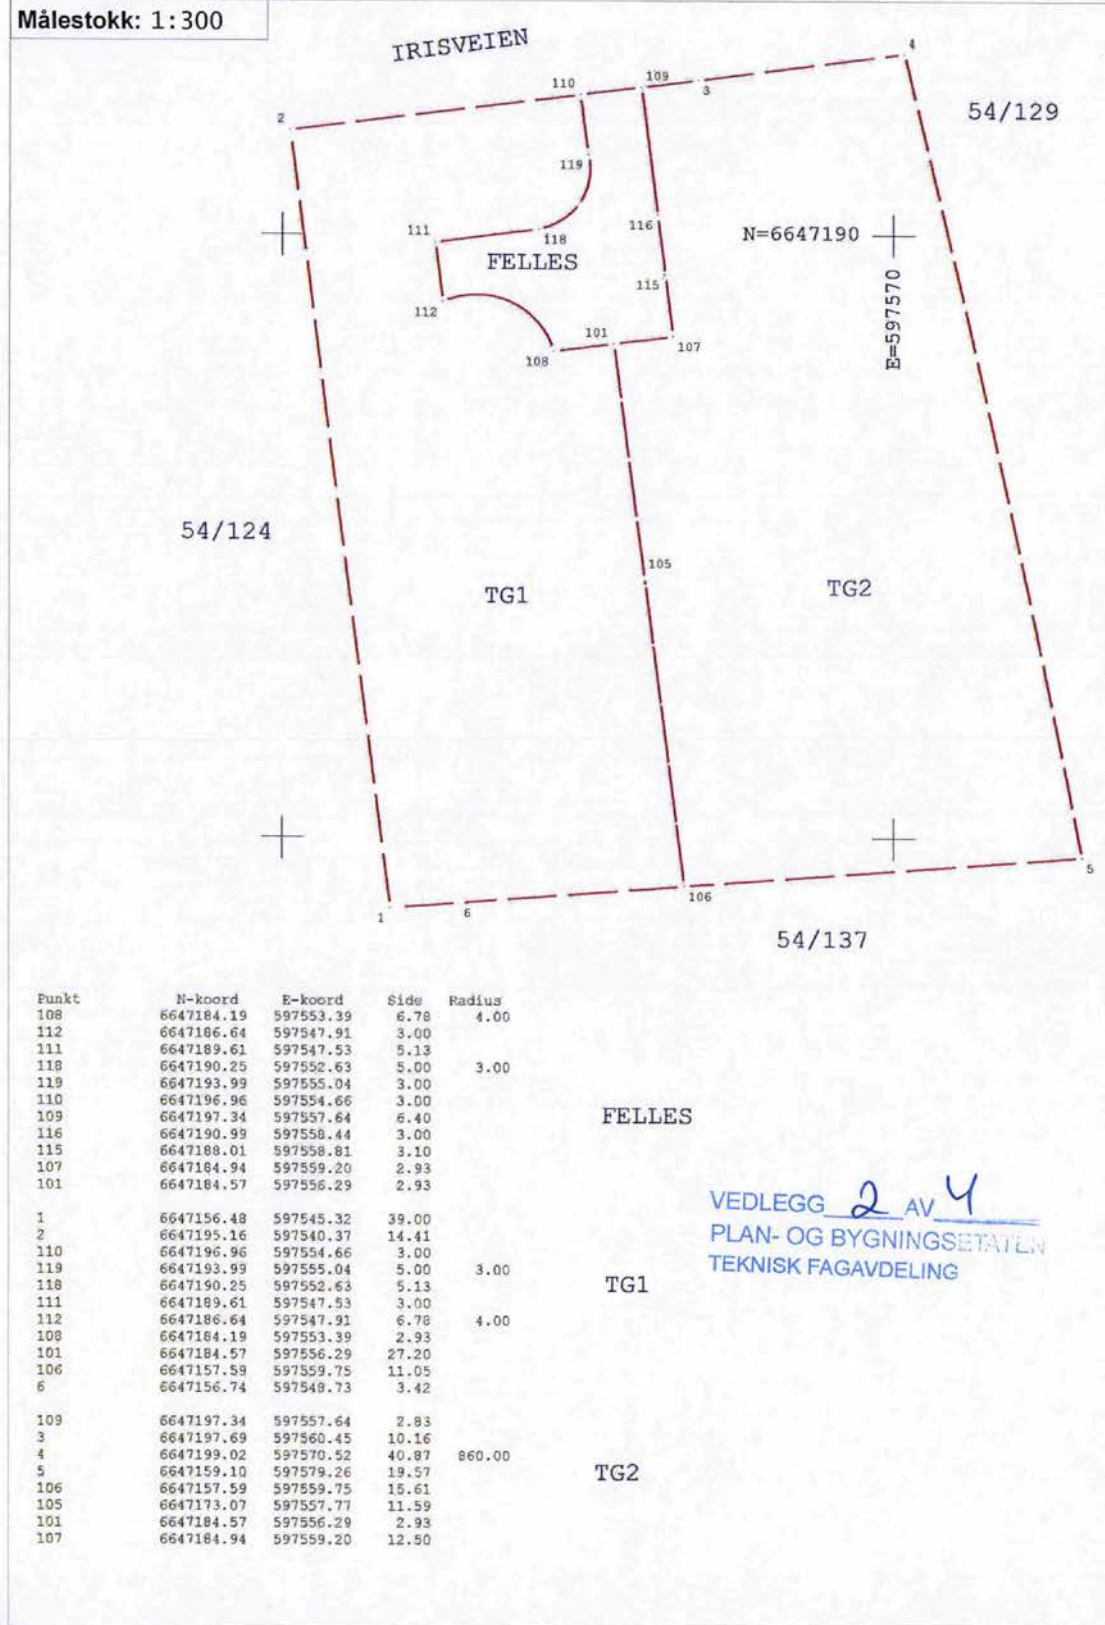 Målestokk: 1:300
IRISVEIEN
4
109
110
3
2
54/129
119
111
118
116
N=6647190
FELLES
115
E=597570
112
101
107
108
54/124
105
TG1
TG2
106
5
1
6
54/137
Punkt N-koord E-koord Side Radius
108 6647184.19 597553.39 6.78 4.00
112 6647186.64 597547.91 3.00
111 6647189.61 597547.53 5.13
118 6647190.25 597552.63 5.00 3.00
119 6647193.99 597555.04 3.00
110 6647196.96 597554.66 3.00
109 6647197.34 597557.64 6.40
116 6647190.99 597558.44 3.00
115 6647188.01 597558.81 3.10
107 6647184.94 597559.20 2.93
101 6647184.57 597556.29 2.93
FELLES
1 6647156.48 597545.32 39.00
2 6647195.16 597540.37 14.41
110 6647196.96 597554.66 3.00
119 6647193.99 597555.04 5.00 3.00
118 6647190.25 597552.63 5.13
111 6647189.61 597547.53 3.00
112 6647186.64 597547.91 6.78 4.00
108 6647184.19 597553.39 2.93
101 6647184.57 597556.29 27.20
106 6647157.59 597559.75 11.05
6 6647156.74 597548.73 3.42
TG1
VEDLEGG 2 AV 4
PLAN- OG BYGNINGSETATEN
TEKNISK FAGAVDELING
109 6647197.34 597557.64 2.83
3 6647197.69 597560.45 10.16
4 6647199.02 597570.52 40.87 860.00
5 6647159.10 597579.26 19.57
106 6647157.59 597559.75 15.61
105 6647173.07 597557.77 11.59
101 6647184.57 597556.29 2.93
107 6647184.94 597559.20 12.50
TG2